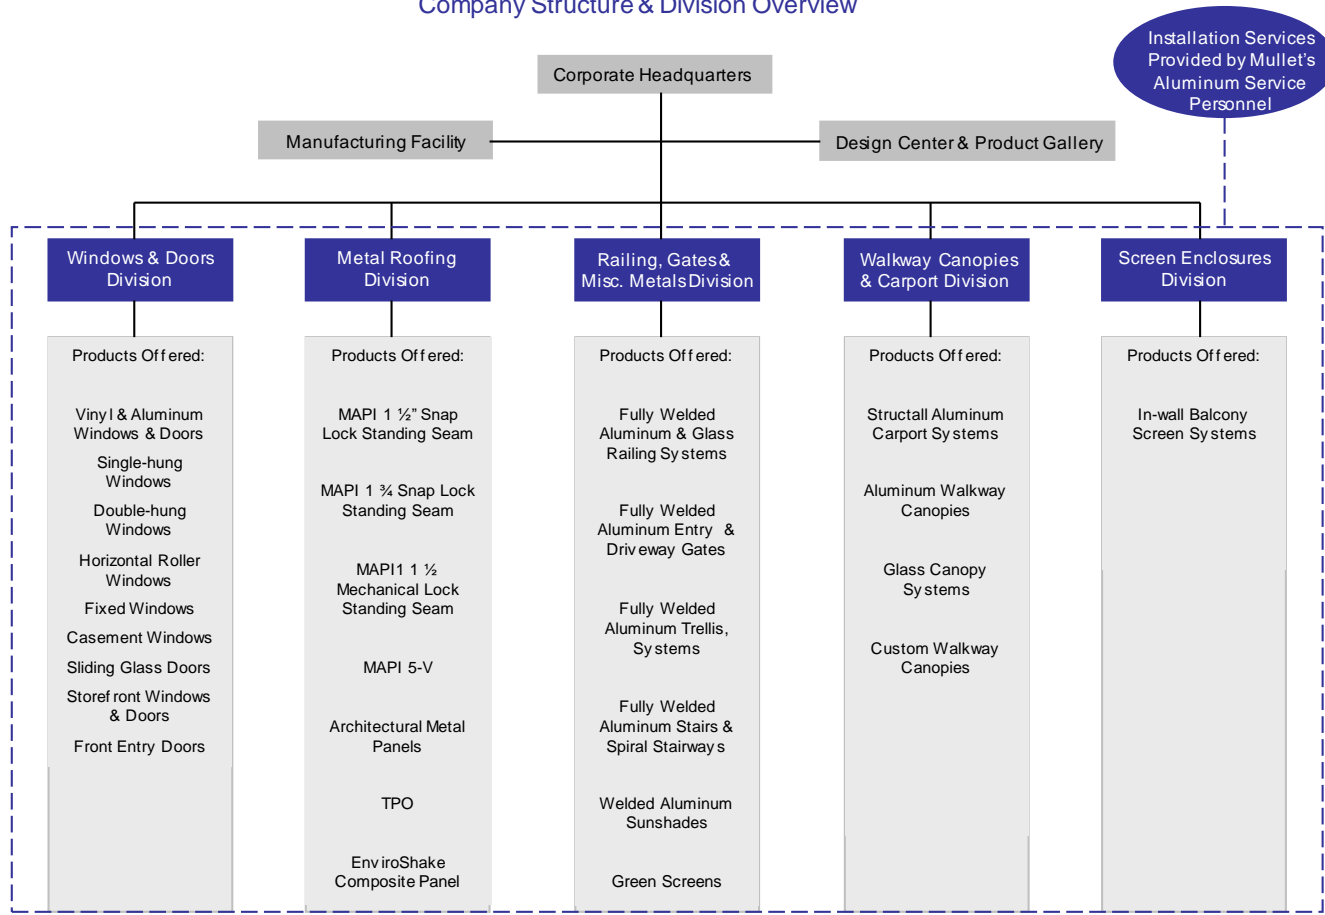 Company Structure & Division Overview
Installation Services
Provided by Mullet’s
Aluminum Service
Personnel
Corporate Headquarters
Manufacturing Facility
Design Center & Product Gallery
Windows & Doors
Division
Metal Roofing
Division
Railing, Gates &
Misc. Metals Division
Walkway Canopies
& Carport Division
Screen Enclosures
Division
Products Offered:
Vinyl & Aluminum
Windows & Doors
Single-hung
Windows
Double-hung
Windows
Horizontal Roller
Windows
Fixed Windows
Casement Windows
Sliding Glass Doors
Storefront Windows
& Doors
Front Entry Doors
Products Offered:
MAPI 1 ½” Snap
Lock Standing Seam
MAPI 1 ¾ Snap Lock
Standing Seam
MAPI1 1 ½
Mechanical Lock
Standing Seam
MAPI 5-V
Architectural Metal
Panels
TPO
EnviroShake
Composite Panel
Products Offered:
Fully Welded
Aluminum & Glass
Railing Systems
Fully Welded
Aluminum Entry &
Driveway Gates
Fully Welded
Aluminum Trellis,
Systems
Fully Welded
Aluminum Stairs &
Spiral Stairways
Welded Aluminum
Sunshades
Green Screens
Products Offered:
Structall Aluminum
Carport Systems
Aluminum Walkway
Canopies
Glass Canopy
Systems
Custom Walkway
Canopies
Products Offered:
In-wall Balcony
Screen Systems